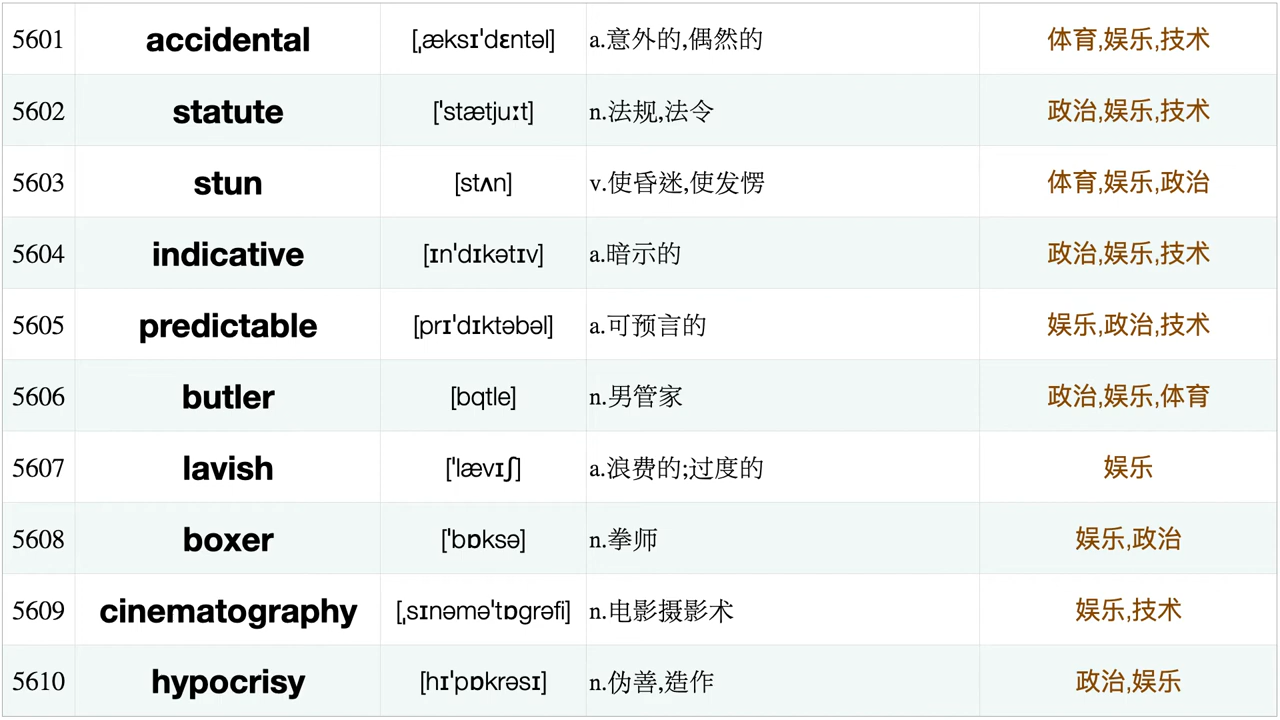 5601 accidental [ˌæksɪˈdɛntəl] a.意外的,偶然的 体育,娱乐,技术
5602 statute [ˈstætjuːt] n.法规,法令 政治,娱乐,技术
5603 stun [stʌn] v.使昏迷,使发愣 体育,娱乐,政治
5604 indicative [ɪnˈdɪkətɪv] a.暗示的 政治,娱乐,技术
5605 predictable [prɪˈdɪktəbəl] a.可预言的 娱乐,政治,技术
5606 butler [bqtle] n.男管家 政治,娱乐,体育
5607 lavish [ˈlævɪʃ] a.浪费的;过度的 娱乐
5608 boxer [ˈbɒksə] n.拳师 娱乐,政治
5609 cinematography [ˌsɪnəməˈtɒgrəfi] n.电影摄影术 娱乐,技术
5610 hypocrisy [hɪˈpɒkrəsɪ] n.伪善,造作 政治,娱乐